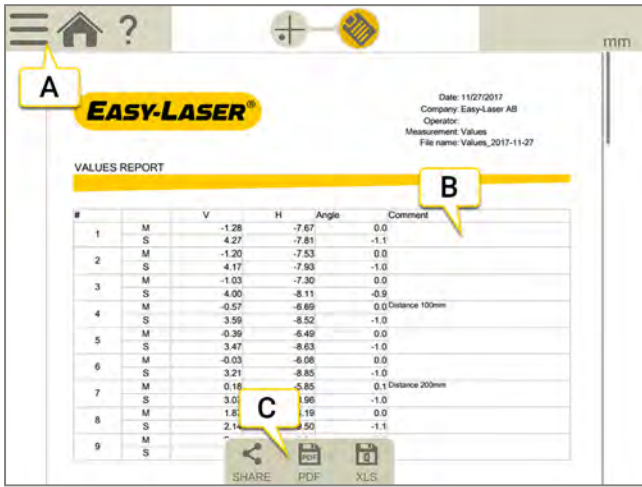 ?
mm
A
EASY-LASER®
Date: 11/27/2017
Company: Easy-Laser AB
Operator:
Measurement: Values
File name: Values_2017-11-27
VALUES REPORT
B
# V H Angle Comment
1 M -1.28 -7.67 0.0
S 4.27 -7.81 -1.1
2 M -1.20 -7.53 0.0
S 4.17 -7.93 -1.0
3 M -1.03 -7.30 0.0
S 4.00 -8.11 -0.9
4 M -0.57 -6.69 0.0 Distance 100mm
S 3.59 -8.52 -1.0
5 M -0.39 -6.49 0.0
S 3.47 -8.63 -1.0
6 M -0.03 -6.08 0.0
S 3.21 -8.85 -1.0
7 M 0.18 -5.85 0.1 Distance 200mm
S -1.0
8 M 0.0
S -1.1
9 M
S
C
SHARE PDF XLS